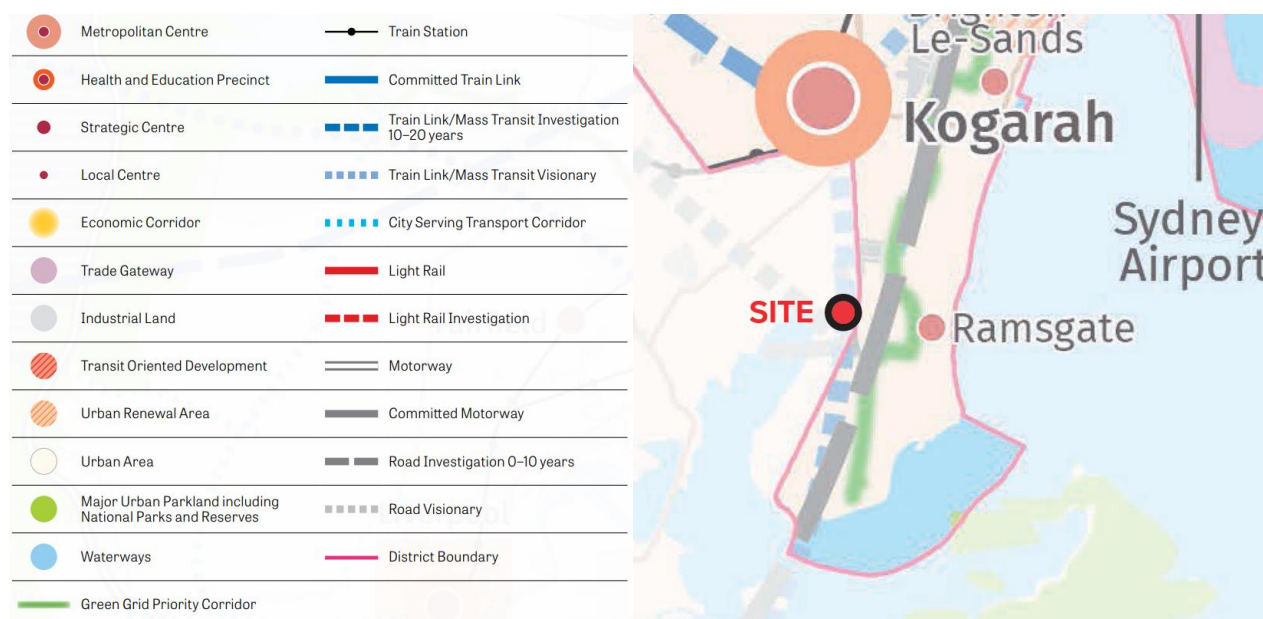 Metropolitan Centre
Train Station
Health and Education Precinct
Committed Train Link
Strategic Centre
Train Link/Mass Transit Investigation
10–20 years
Local Centre
Train Link/Mass Transit Visionary
Economic Corridor
City Serving Transport Corridor
Trade Gateway
Light Rail
Industrial Land
Light Rail Investigation
Transit Oriented Development
Motorway
Urban Renewal Area
Committed Motorway
Urban Area
Road Investigation 0–10 years
Major Urban Parkland including
National Parks and Reserves
Road Visionary
Waterways
District Boundary
Green Grid Priority Corridor
Brighton
Le-Sands
Kogarah
Sydney
Airport
SITE
Ramsgate